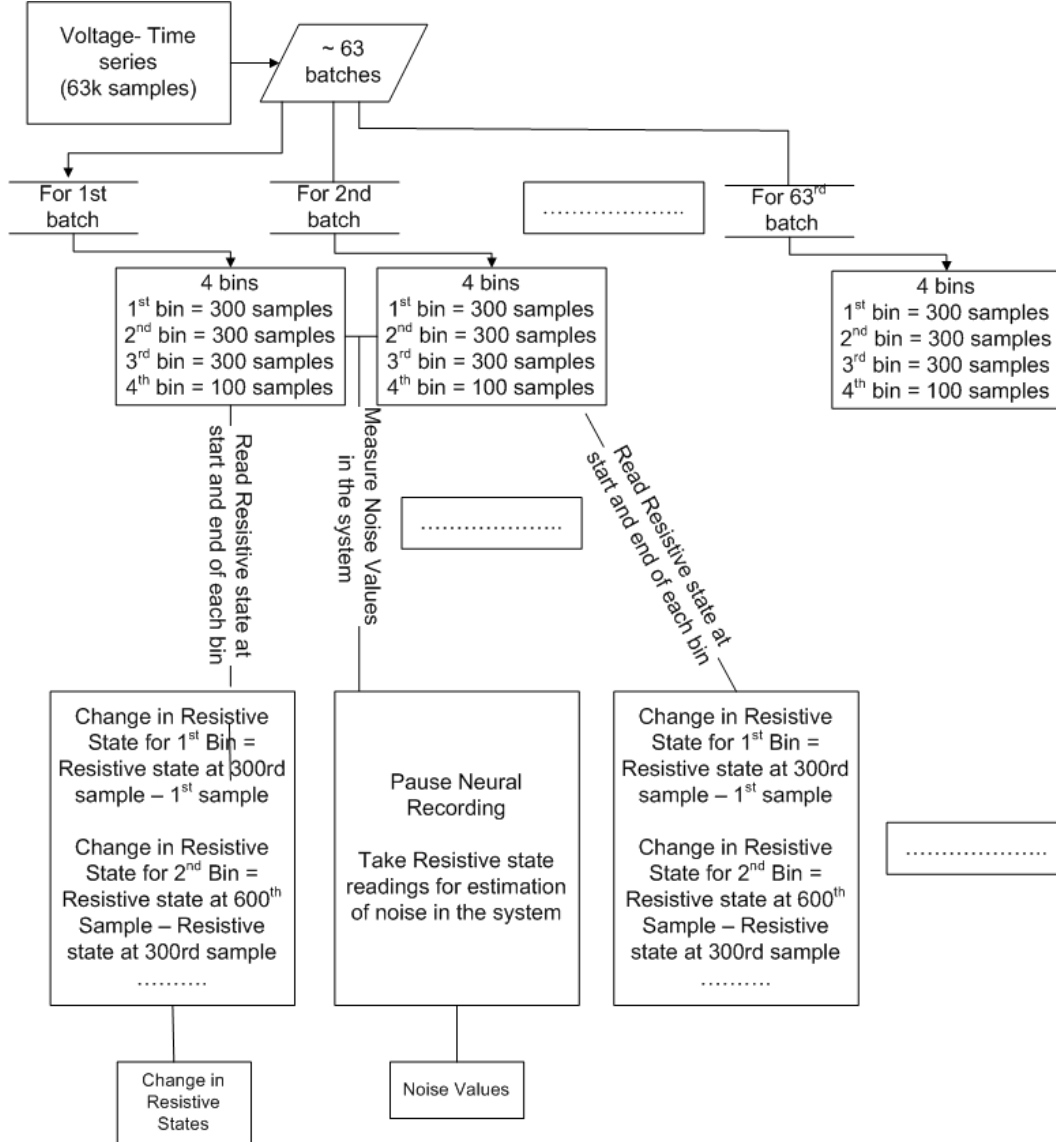 Voltage- Time
series
(63k samples)
~ 63
batches
For 1st
batch
For 2nd
batch
.....................
For 63rd
batch
4 bins
1st bin = 300 samples
2nd bin = 300 samples
3rd bin = 300 samples
4th bin = 100 samples
4 bins
1st bin = 300 samples
2nd bin = 300 samples
3rd bin = 300 samples
4th bin = 100 samples
4 bins
1st bin = 300 samples
2nd bin = 300 samples
3rd bin = 300 samples
4th bin = 100 samples
Read Resistive state at
start and end of each bin
Measure Noise Values
in the system
.....................
Read Resistive state at
start and end of each bin
Change in Resistive
State for 1st Bin =
Resistive state at 300rd
sample – 1st sample
Change in Resistive
State for 2nd Bin =
Resistive state at 600th
Sample – Resistive
state at 300rd sample
..........
Pause Neural
Recording
Take Resistive state
readings for estimation
of noise in the system
Change in Resistive
State for 1st Bin =
Resistive state at 300rd
sample – 1st sample
Change in Resistive
State for 2nd Bin =
Resistive state at 600th
Sample – Resistive
state at 300rd sample
..........
.....................
Change in
Resistive
States
Noise Values